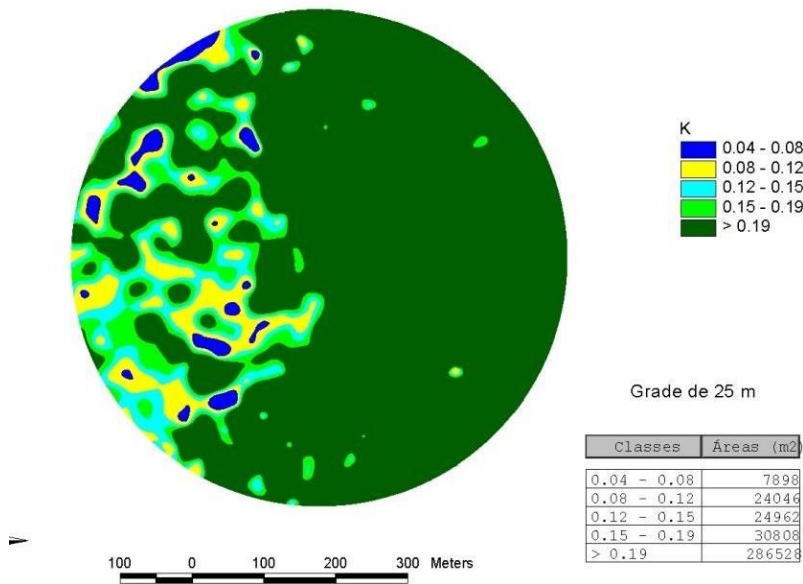 K
0.04 - 0.08
0.08 - 0.12
0.12 - 0.15
0.15 - 0.19
> 0.19
Grade de 25 m
Classes Áreas (m2)
0.04 - 0.08 7898
0.08 - 0.12 24046
0.12 - 0.15 24962
0.15 - 0.19 30808
> 0.19 286528
100 0 100 200 300 Meters